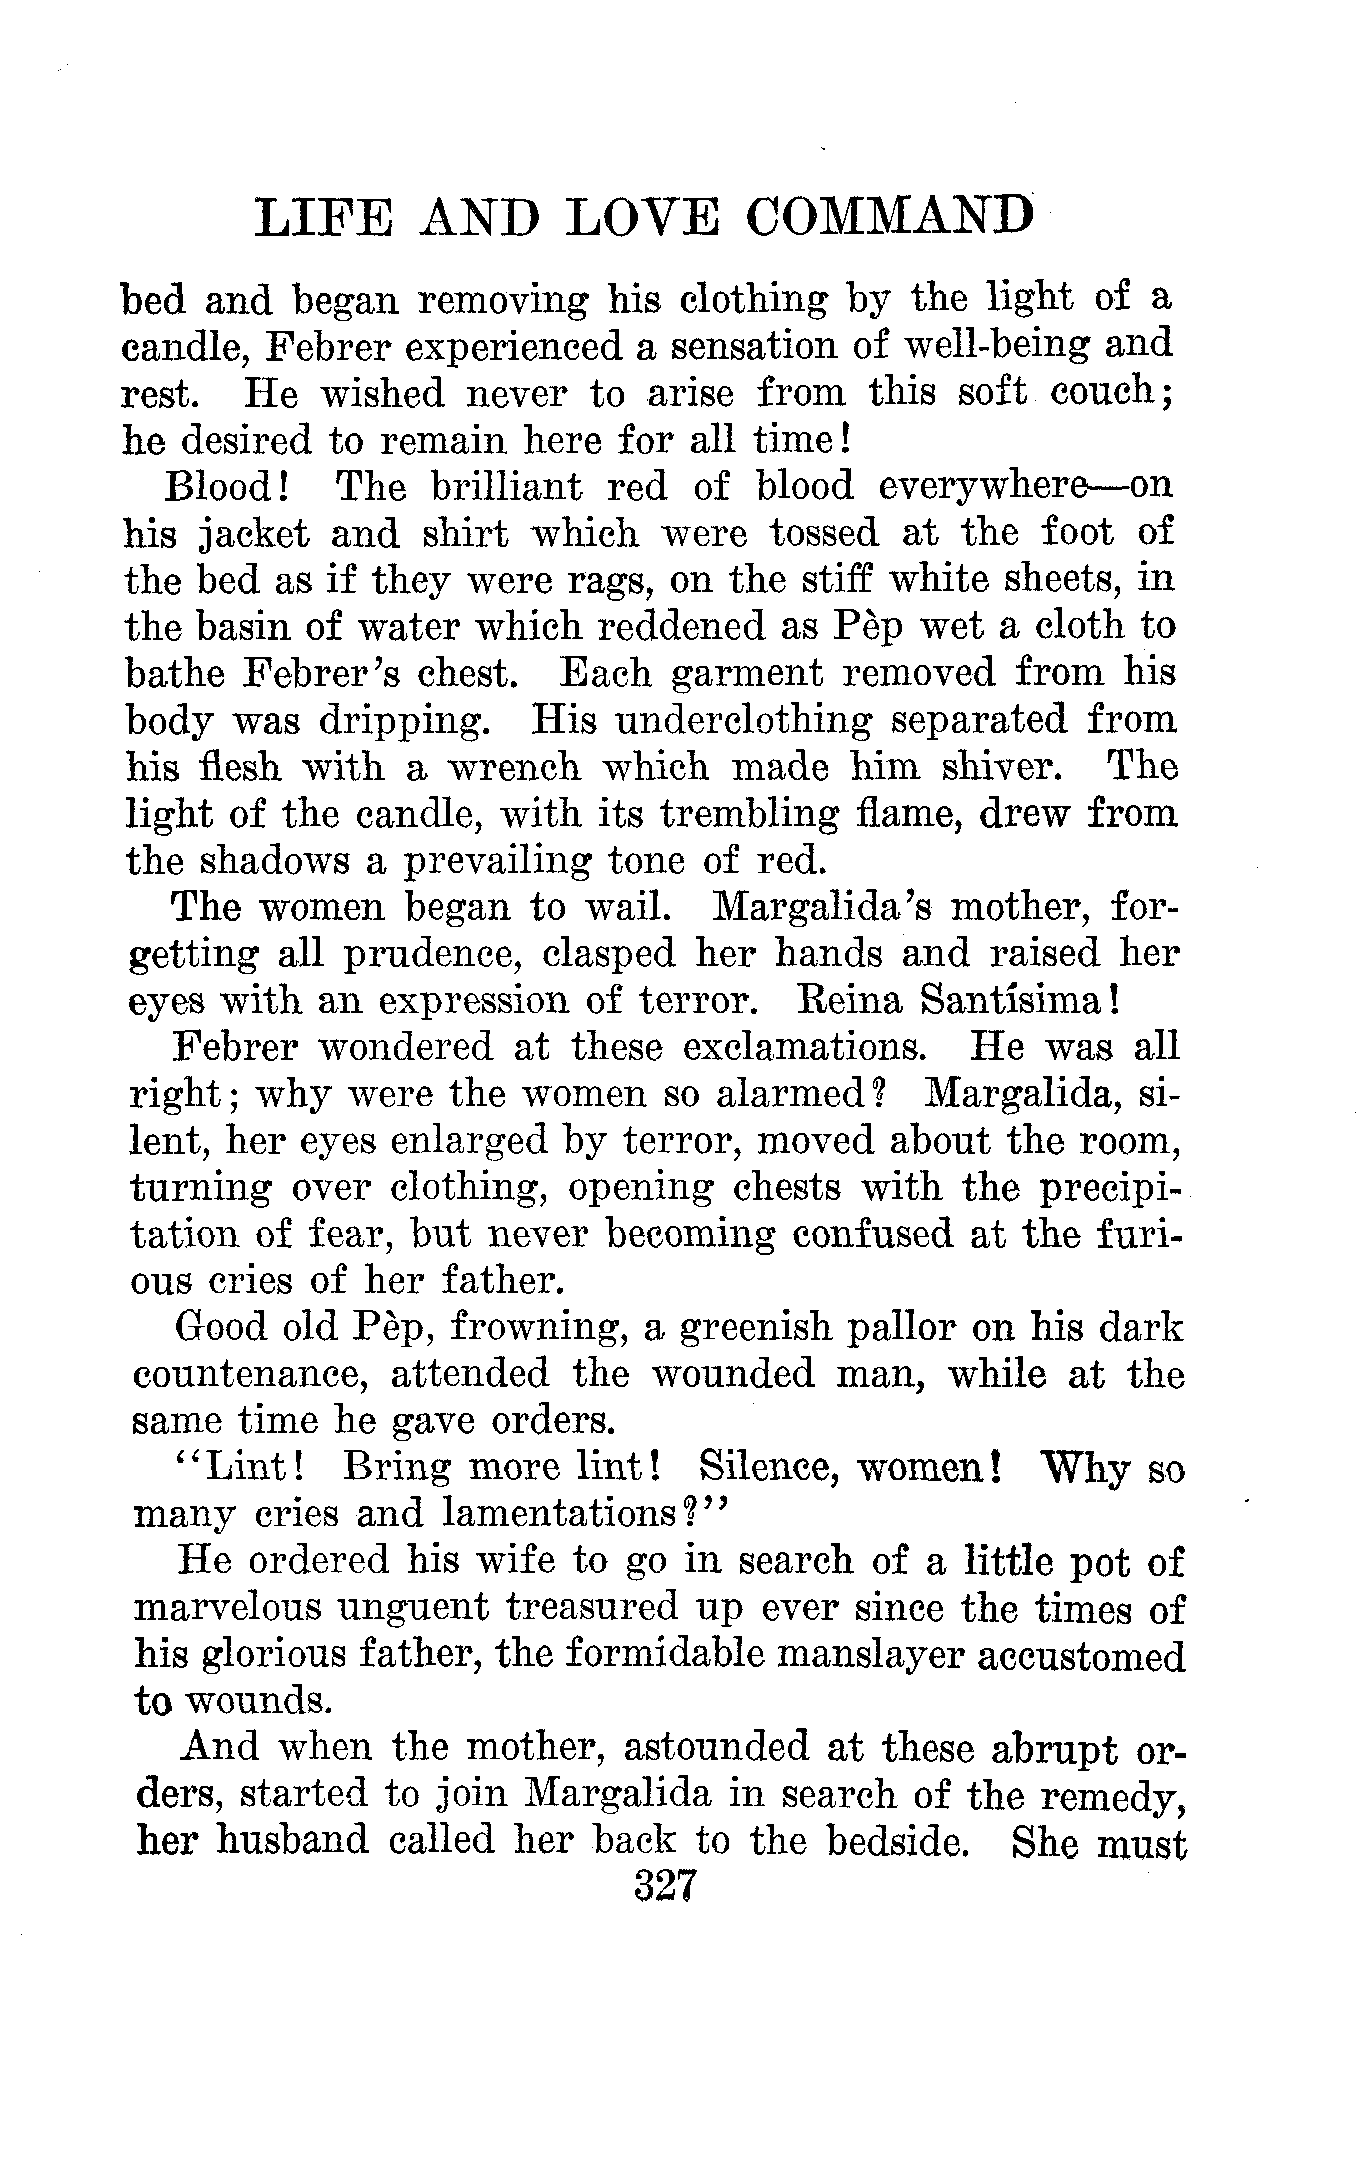 LIFE AND LOVE COMMAND
bed and began removing his clothing by the light of a
candle, Febrer experienced a sensation of well-being and
rest. He wished never to arise from this soft couch;
he desired to remain here for all time!
Blood! The brilliant red of blood everywhere—on
his jacket and shirt which were tossed at the foot of
the bed as if they were rags, on the stiff white sheets, in
the basin of water which reddened as Pèp wet a cloth to
bathe Febrer's chest. Each garment removed from his
body was dripping. His underclothing separated from
his flesh with a wrench which made him shiver. The
light of the candle, with its trembling flame, drew from
the shadows a prevailing tone of red.
The women began to wail. Margalida's mother, for-
getting all prudence, clasped her hands and raised her
eyes with an expression of terror. Reina Santísima!
Febrer wondered at these exclamations. He was all
right; why were the women so alarmed? Margalida, si-
lent, her eyes enlarged by terror, moved about the room,
turning over clothing, opening chests with the precipi-
tation of fear, but never becoming confused at the furi-
ous cries of her father.
Good old Pèp, frowning, a greenish pallor on his dark
countenance, attended the wounded man, while at the
same time he gave orders.
"Lint! Bring more lint! Silence, women! Why so
many cries and lamentations?"
He ordered his wife to go in search of a little pot of
marvelous unguent treasured up ever since the times of
his glorious father, the formidable manslayer accustomed
to wounds.
And when the mother, astounded at these abrupt or-
ders, started to join Margalida in search of the remedy,
her husband called her back to the bedside. She must
327